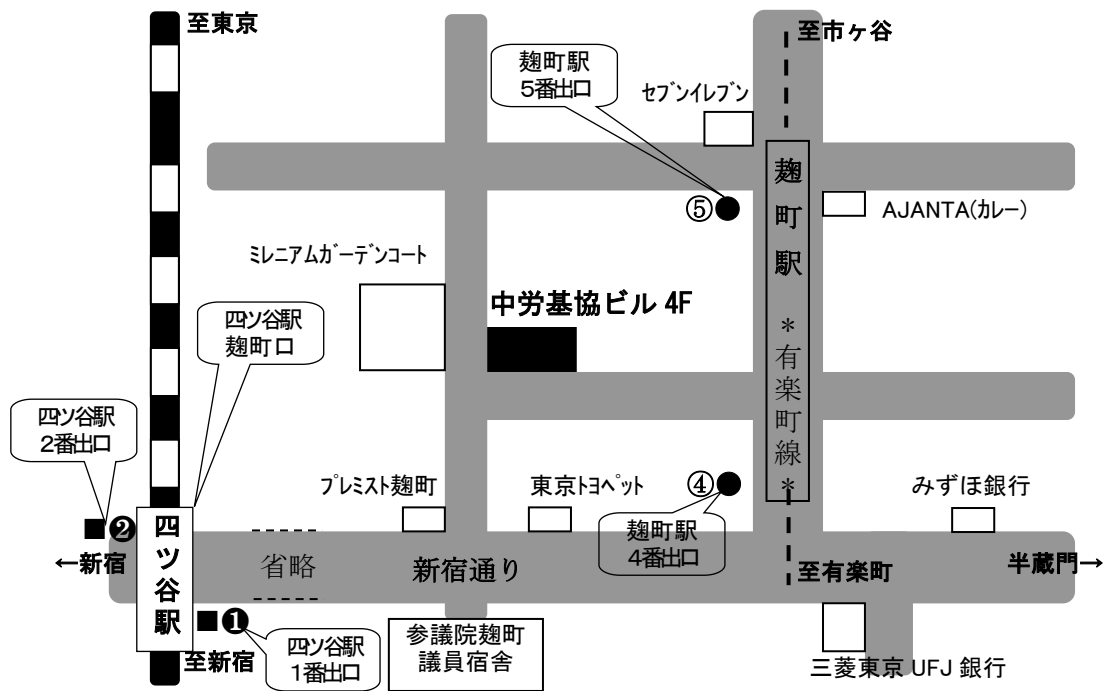 至東京
至市ヶ谷
麹町駅
5番出口
ｾﾌﾞﾝｲﾚﾌﾞﾝ
麹町駅 *有楽町線*
⑤
AJANTA(ｶﾚｰ)
ﾐﾚﾆｱﾑｶﾞｰﾃﾞﾝｺｰﾄ
中労基協ビル 4F
四ツ谷駅
麹町口
四ツ谷駅
2番出口
ﾌﾟﾚﾐｽﾄ麹町
東京ﾄﾖﾍﾟｯﾄ
④
みずほ銀行
■❷
四ツ谷駅
麹町駅
4番出口
←新宿
省略
新宿通り
至有楽町
半蔵門→
■❶
四ツ谷駅
1番出口
至新宿
参議院麹町
議員宿舎
三菱東京 UFJ 銀行